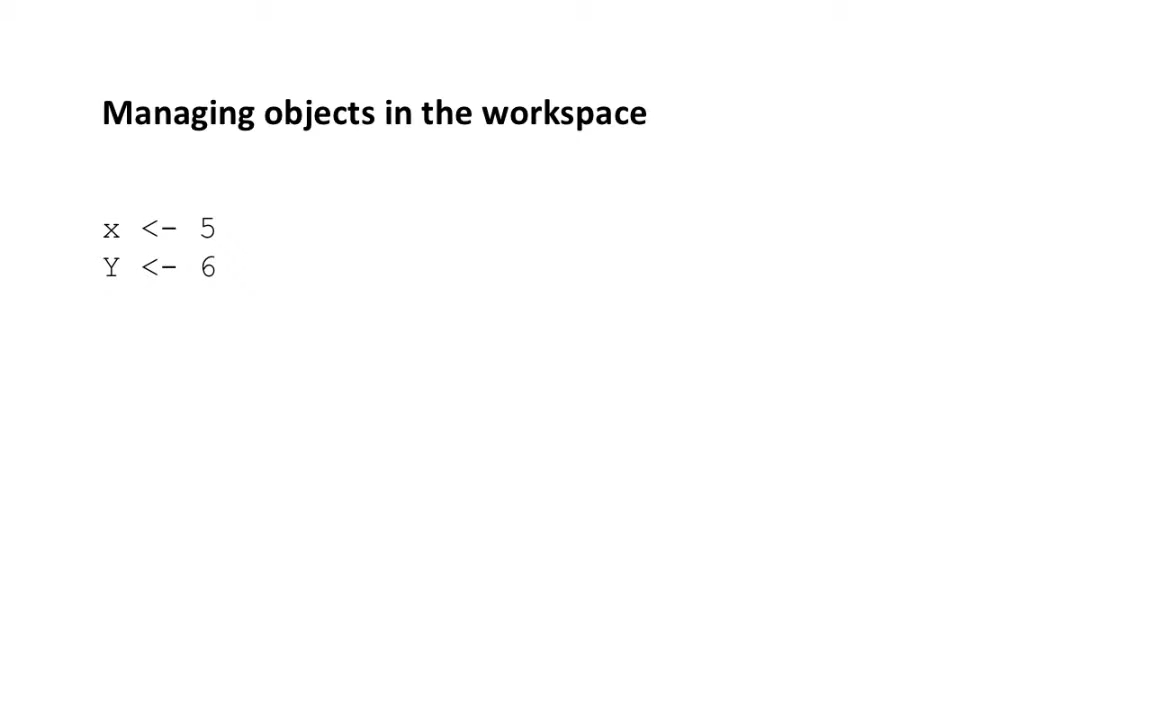 Managing objects in the workspace
x <- 5
Y <- 6